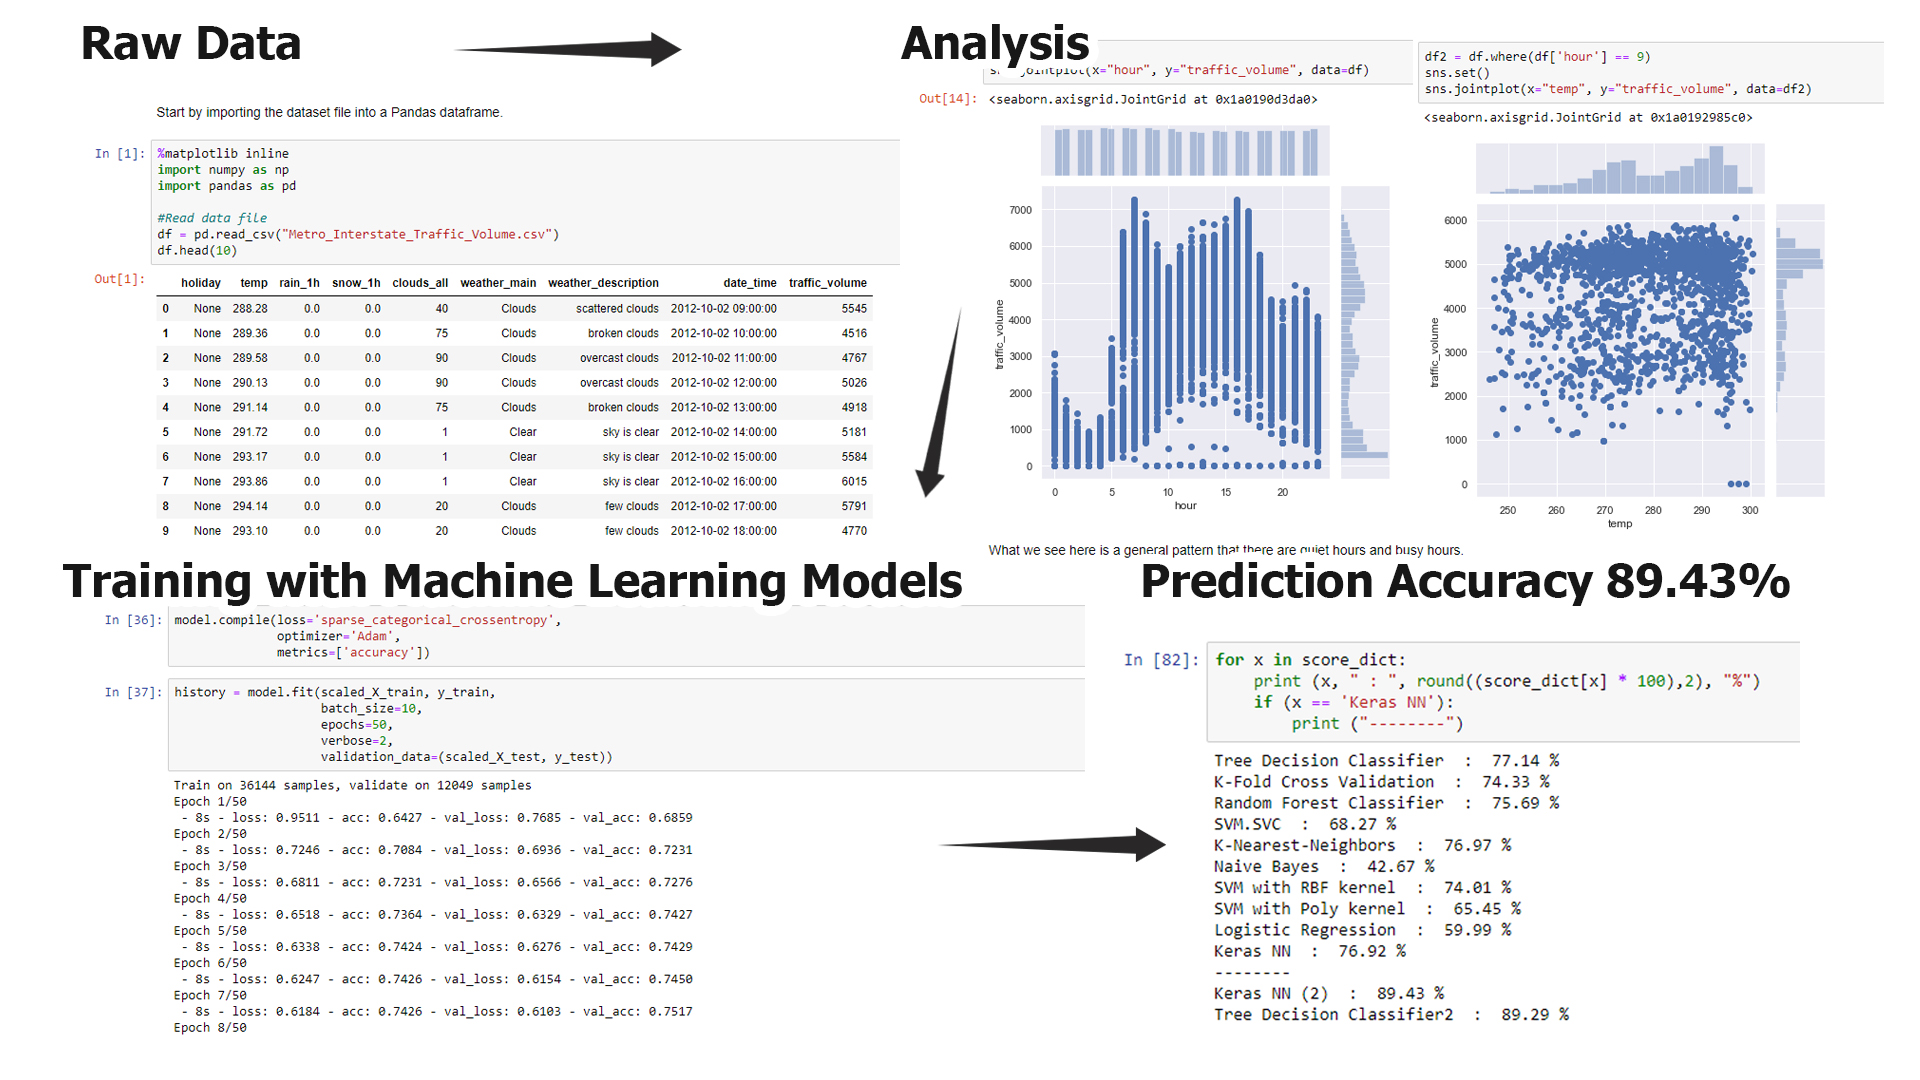 Raw Data
Start by importing the dataset file into a Pandas dataframe.
In [1]:
%matplotlib inline
import numpy as np
import pandas as pd
#Read data file
df = pd.read_csv("Metro_Interstate_Traffic_Volume.csv")
df.head(10)
Out[1]:
holiday temp rain_1h snow_1h clouds_all weather_main weather_description date_time traffic_volume
0 None 288.28 0.0 0.0 40 Clouds scattered clouds 2012-10-02 09:00:00 5545
1 None 289.36 0.0 0.0 75 Clouds broken clouds 2012-10-02 10:00:00 4516
2 None 289.58 0.0 0.0 90 Clouds overcast clouds 2012-10-02 11:00:00 4767
3 None 290.13 0.0 0.0 90 Clouds overcast clouds 2012-10-02 12:00:00 5026
4 None 291.14 0.0 0.0 75 Clouds broken clouds 2012-10-02 13:00:00 4918
5 None 291.72 0.0 0.0 1 Clear sky is clear 2012-10-02 14:00:00 5181
6 None 293.17 0.0 0.0 1 Clear sky is clear 2012-10-02 15:00:00 5584
7 None 293.86 0.0 0.0 1 Clear sky is clear 2012-10-02 16:00:00 6015
8 None 294.14 0.0 0.0 20 Clouds few clouds 2012-10-02 17:00:00 5791
9 None 293.10 0.0 0.0 20 Clouds few clouds 2012-10-02 18:00:00 4770
Analysis
jointplot(x="hour", y="traffic_volume", data=df)
Out[14]: <seaborn.axisgrid.JointGrid at 0x1a0190d3da0>
7000
6000
5000
4000
3000
2000
1000
0
traffic_volume
0 5 10 15 20
hour
df2 = df.where(df['hour'] == 9)
sns.set()
sns.jointplot(x="temp", y="traffic_volume", data=df2)
<seaborn.axisgrid.JointGrid at 0x1a0192985c0>
6000
5000
4000
3000
2000
1000
0
traffic_volume
250 260 270 280 290 300
temp
What we see here is a general pattern that there are quiet hours and busy hours.
Training with Machine Learning Models
In [36]:
model.compile(loss='sparse_categorical_crossentropy',
optimizer='Adam',
metrics=['accuracy'])
In [37]:
history = model.fit(scaled_X_train, y_train,
batch_size=10,
epochs=50,
verbose=2,
validation_data=(scaled_X_test, y_test))
Train on 36144 samples, validate on 12049 samples
Epoch 1/50
- 8s - loss: 0.9511 - acc: 0.6427 - val_loss: 0.7685 - val_acc: 0.6859
Epoch 2/50
- 8s - loss: 0.7246 - acc: 0.7084 - val_loss: 0.6936 - val_acc: 0.7231
Epoch 3/50
- 8s - loss: 0.6811 - acc: 0.7231 - val_loss: 0.6566 - val_acc: 0.7276
Epoch 4/50
- 8s - loss: 0.6518 - acc: 0.7364 - val_loss: 0.6329 - val_acc: 0.7427
Epoch 5/50
- 8s - loss: 0.6338 - acc: 0.7424 - val_loss: 0.6276 - val_acc: 0.7429
Epoch 6/50
- 8s - loss: 0.6247 - acc: 0.7426 - val_loss: 0.6154 - val_acc: 0.7450
Epoch 7/50
- 8s - loss: 0.6184 - acc: 0.7426 - val_loss: 0.6103 - val_acc: 0.7517
Epoch 8/50
Prediction Accuracy 89.43%
In [82]:
for x in score_dict:
print (x, " : ", round((score_dict[x] * 100),2), "%")
if (x == 'Keras NN'):
print ("--------")
Tree Decision Classifier : 77.14 %
K-Fold Cross Validation : 74.33 %
Random Forest Classifier : 75.69 %
SVM.SVC : 68.27 %
K-Nearest-Neighbors : 76.97 %
Naive Bayes : 42.67 %
SVM with RBF kernel : 74.01 %
SVM with Poly kernel : 65.45 %
Logistic Regression : 59.99 %
Keras NN : 76.92 %
--------
Keras NN (2) : 89.43 %
Tree Decision Classifier2 : 89.29 %